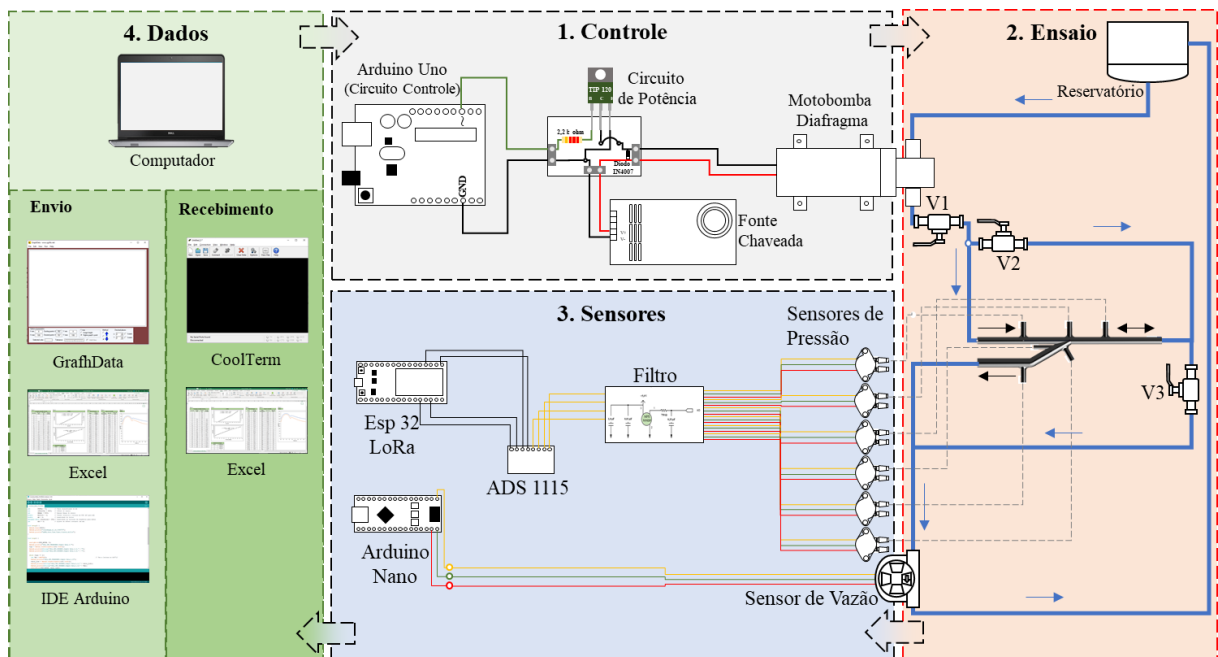 4. Dados
Computador
Envio
GrafhData
Excel
IDE Arduino
Recebimento
CoolTerm
Excel
1. Controle
Arduino Uno
(Circuito Controle)
GND
TIP 120
Circuito
de Potência
2,2 k ohm
Diodo
IN4007
Motobomba
Diafragma
V+
V-
Fonte
Chaveada
2. Ensaio
Reservatório
V1
V2
V3
3. Sensores
Sensores de
Pressão
Filtro
Esp 32
LoRa
ADS 1115
Arduino
Nano
Sensor de Vazão